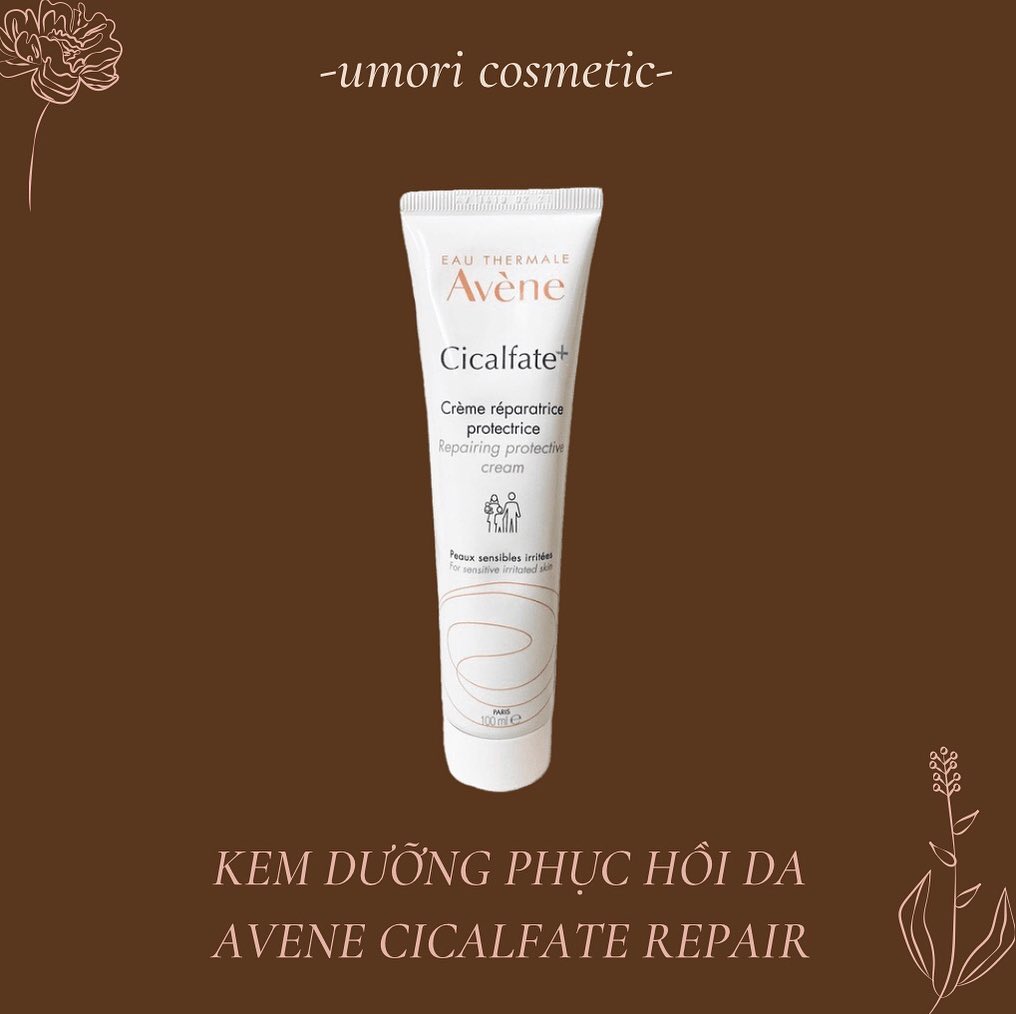 -umori cosmetic-
EAU THERMALE
Avène
Cicalfate+
Crème réparatrice
protectrice
Repairing protective
cream
Peaux sensibles irritées
For sensitive irritated skin
PARIS
100 ml ℮
KEM DƯỠNG PHỤC HỒI DA
AVENE CICALFATE REPAIR